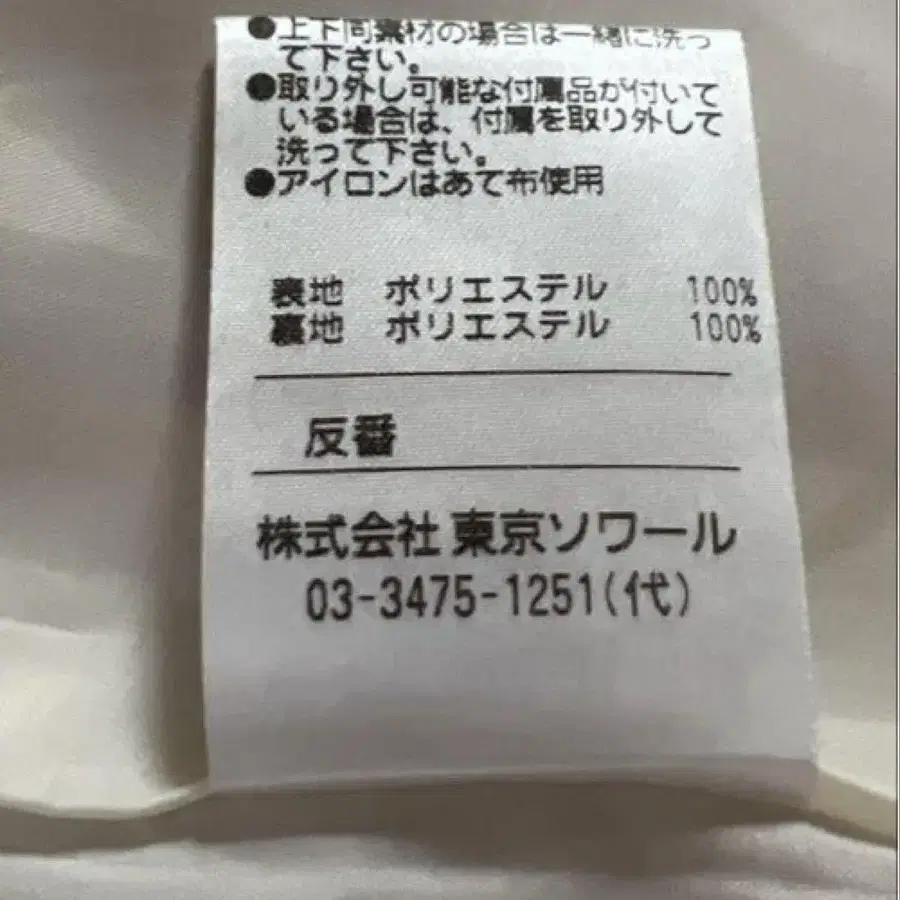 ●上下同素材の場合は一緒に洗っ
て下さい。
●取り外し可能な付属品が付いて
いる場合は、付属を取り外して
洗って下さい。
●アイロンはあて布使用
表地 ポリエステル 100%
裏地 ポリエステル 100%
反番
株式会社 東京ソワール
03-3475-1251(代)